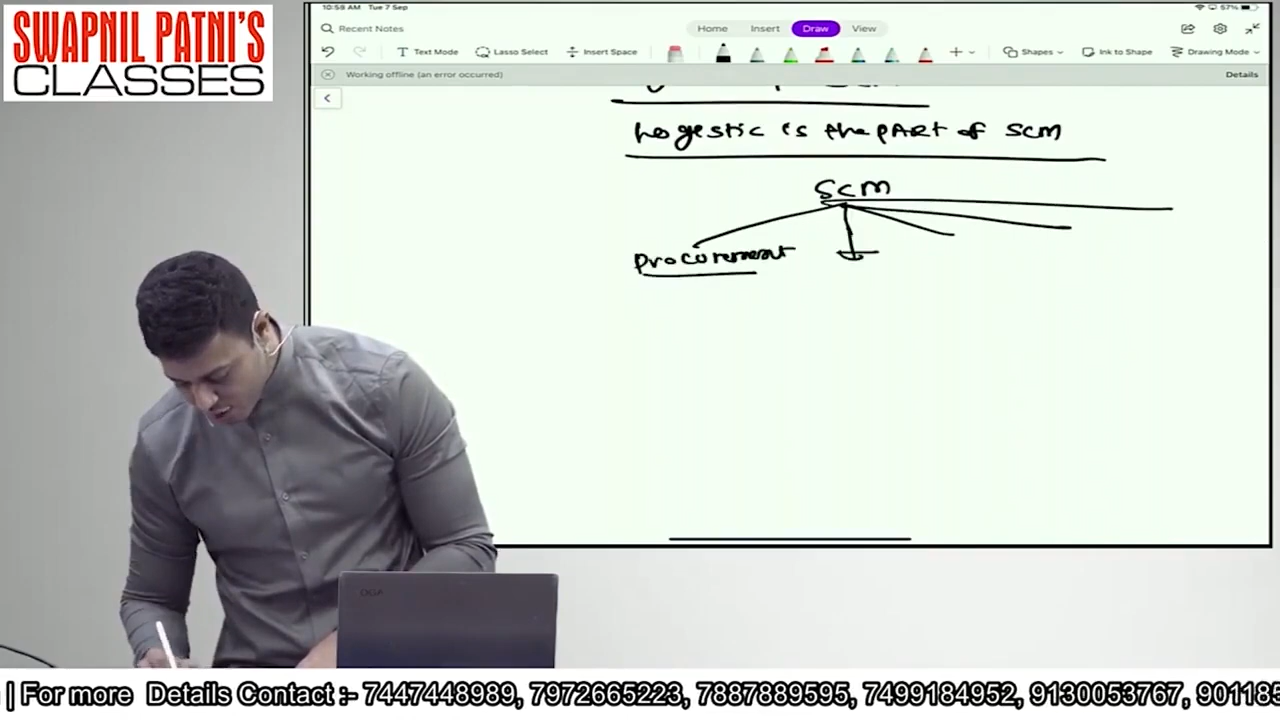 SWAPNIL PATNI'S
CLASSES
10:59 AM Tue 7 Sep
57%
Recent Notes
Home
Insert
Draw
View
Text Mode
Lasso Select
Insert Space
Shapes
Ink to Shape
Drawing Mode
Working offline (an error occurred)
Details
Logestic is the PART of SCM
SCM
Procurement
| For more Details Contact :- 7447448989, 7972665223, 7887889595, 7499184952, 9130053767, 901185